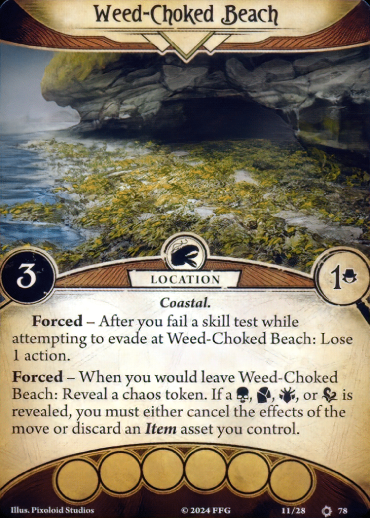 Weed-Choked Beach
3
1
LOCATION
Coastal.
Forced – After you fail a skill test while
attempting to evade at Weed-Choked Beach: Lose
1 action.
Forced – When you would leave Weed-Choked
Beach: Reveal a chaos token. If a , , , or is
revealed, you must either cancel the effects of the
move or discard an Item asset you control.
Illus. Pixoloid Studios
© 2024 FFG
11/28
78